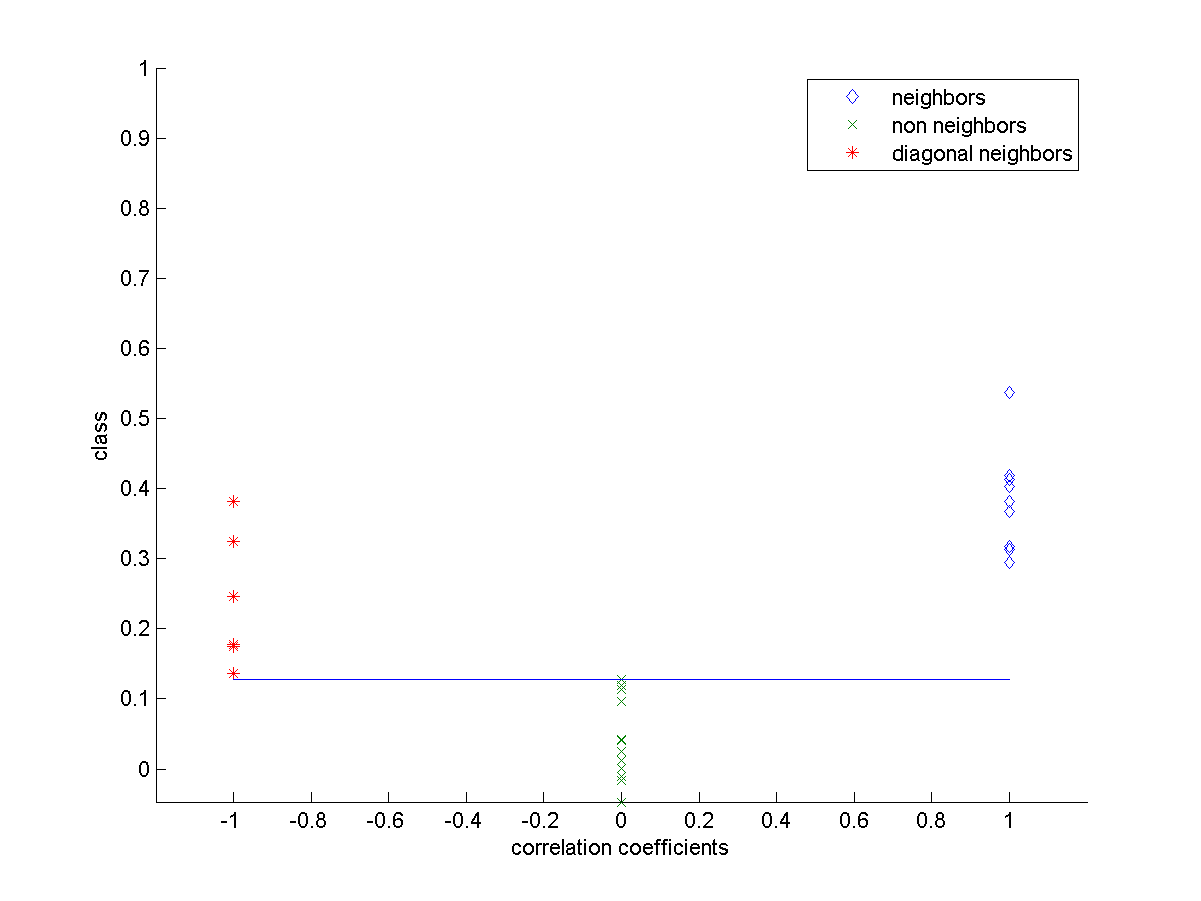 1
neighbors
non neighbors
diagonal neighbors
0.9
0.8
0.7
0.6
0.5
class
0.4
0.3
0.2
0.1
0
-1 -0.8 -0.6 -0.4 -0.2 0 0.2 0.4 0.6 0.8 1
correlation coefficients